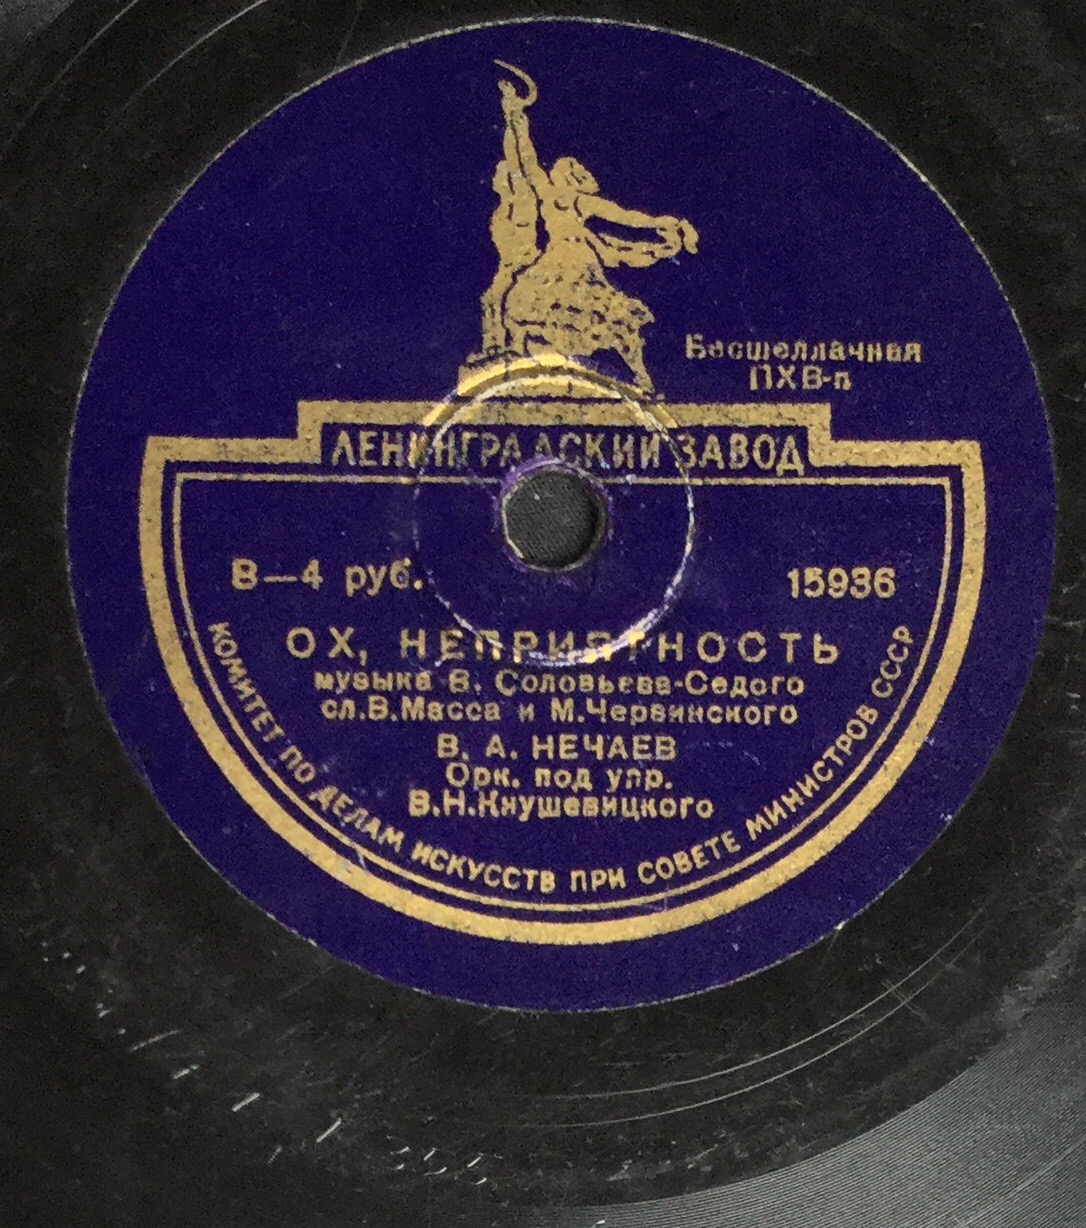 Бесшеллачная
ПХВ-п
ЛЕНИНГРАДСКИЙ ЗАВОД
В—4 руб.
15936
ОХ, НЕПРИЯТНОСТЬ
музыка В. Соловьева-Седого
сл.В.Масса и М.Червинского
В. А. НЕЧАЕВ
Орк. под упр.
В.Н.Кнушевицкого
КОМИТЕТ ПО ДЕЛАМ ИСКУССТВ ПРИ СОВЕТЕ МИНИСТРОВ СССР